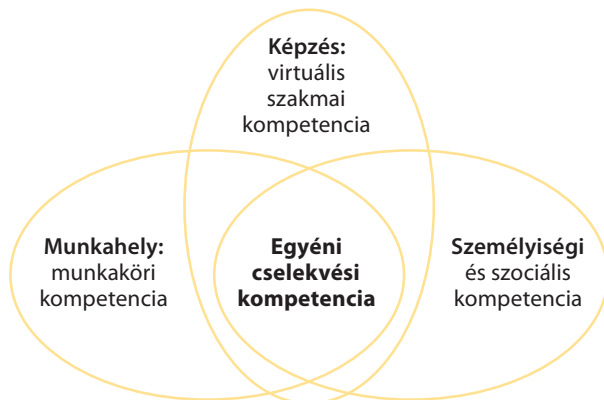 Képzés:
virtuális
szakmai
kompetencia
Munkahely:
munkaköri
kompetencia
Egyéni
cselekvési
kompetencia
Személyiségi
és szociális
kompetencia